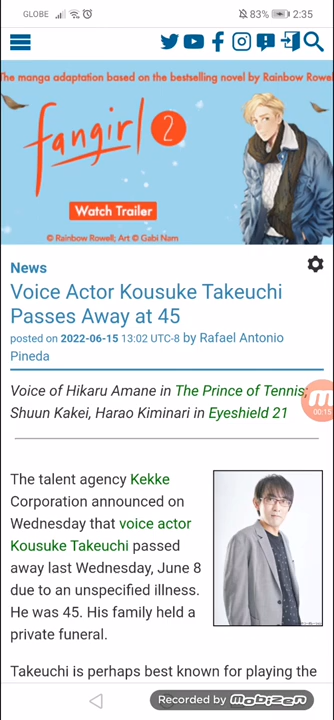 GLOBE 83% 2:35
The manga adaptation based on the bestselling novel by Rainbow Rowel
fangirl 2
Watch Trailer
© Rainbow Rowell; Art © Gabi Nam
News
Voice Actor Kousuke Takeuchi
Passes Away at 45
posted on 2022-06-15 13:02 UTC-8 by Rafael Antonio
Pineda
Voice of Hikaru Amane in The Prince of Tennis;
Shuun Kakei, Harao Kiminari in Eyeshield 21
00:15
The talent agency Kekke
Corporation announced on
Wednesday that voice actor
Kousuke Takeuchi passed
away last Wednesday, June 8
due to an unspecified illness.
He was 45. His family held a
private funeral.
Takeuchi is perhaps best known for playing the
Recorded by Mobizen